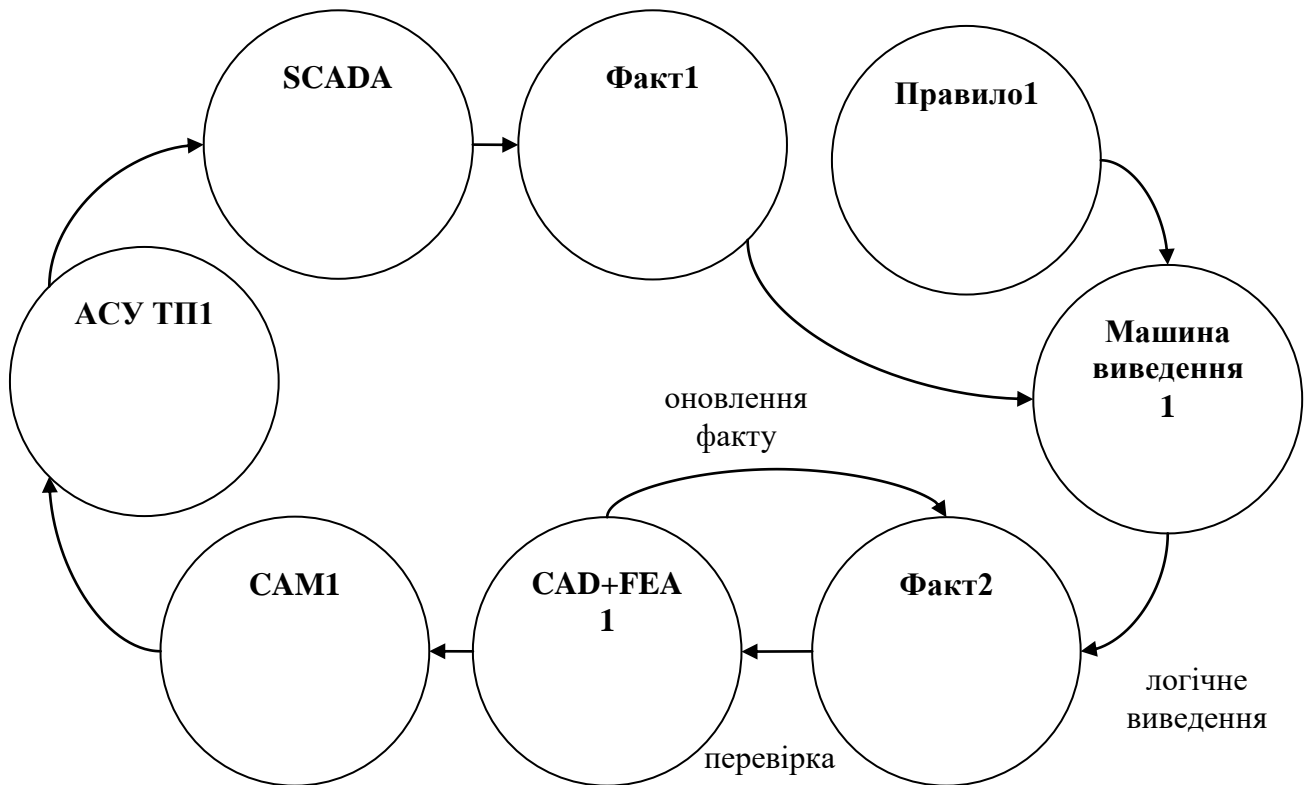 SCADA
Факт1
Правило1
АСУ ТП1
Машина
виведення
1
оновлення
факту
CAM1
CAD+FEA
1
Факт2
логічне
виведення
перевірка